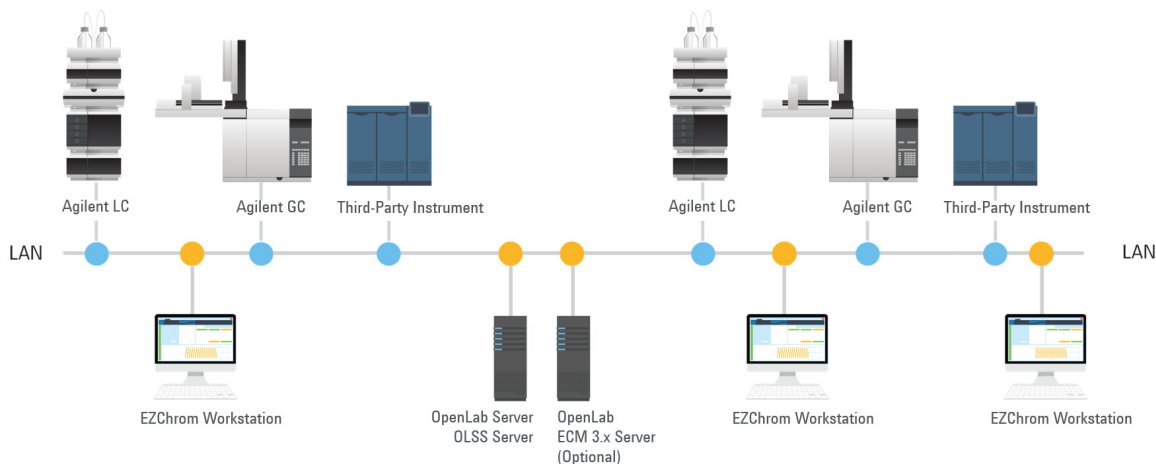 Agilent LC
Agilent GC
Third-Party Instrument
Agilent LC
Agilent GC
Third-Party Instrument
LAN
LAN
EZChrom Workstation
OpenLab Server
OLSS Server
OpenLab
ECM 3.x Server
(Optional)
EZChrom Workstation
EZChrom Workstation